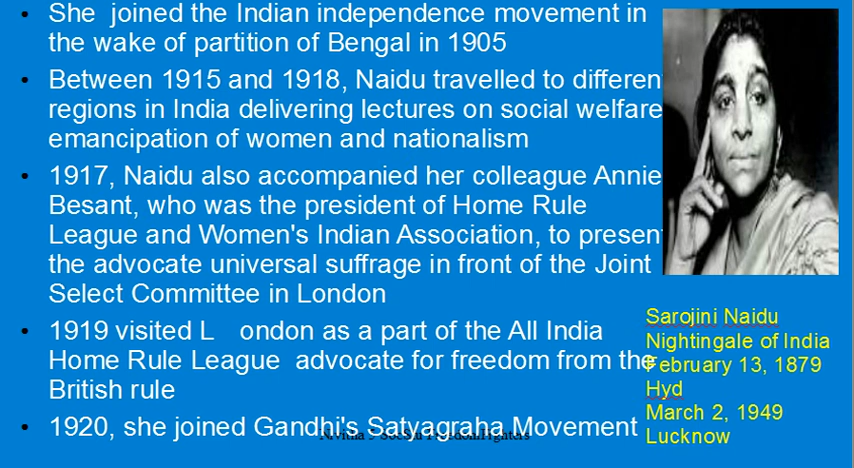 • She joined the Indian independence movement in
the wake of partition of Bengal in 1905
• Between 1915 and 1918, Naidu travelled to differen
regions in India delivering lectures on social welfare
emancipation of women and nationalism
• 1917, Naidu also accompanied her colleague Annie
Besant, who was the president of Home Rule
League and Women's Indian Association, to presen
the advocate universal suffrage in front of the Joint
Select Committee in London
• 1919 visited L ondon as a part of the All India
Home Rule League advocate for freedom from the
British rule
• 1920, she joined Gandhi's Satyagraha Movement
Sarojini Naidu
Nightingale of India
February 13, 1879
Hyd
March 2, 1949
Lucknow